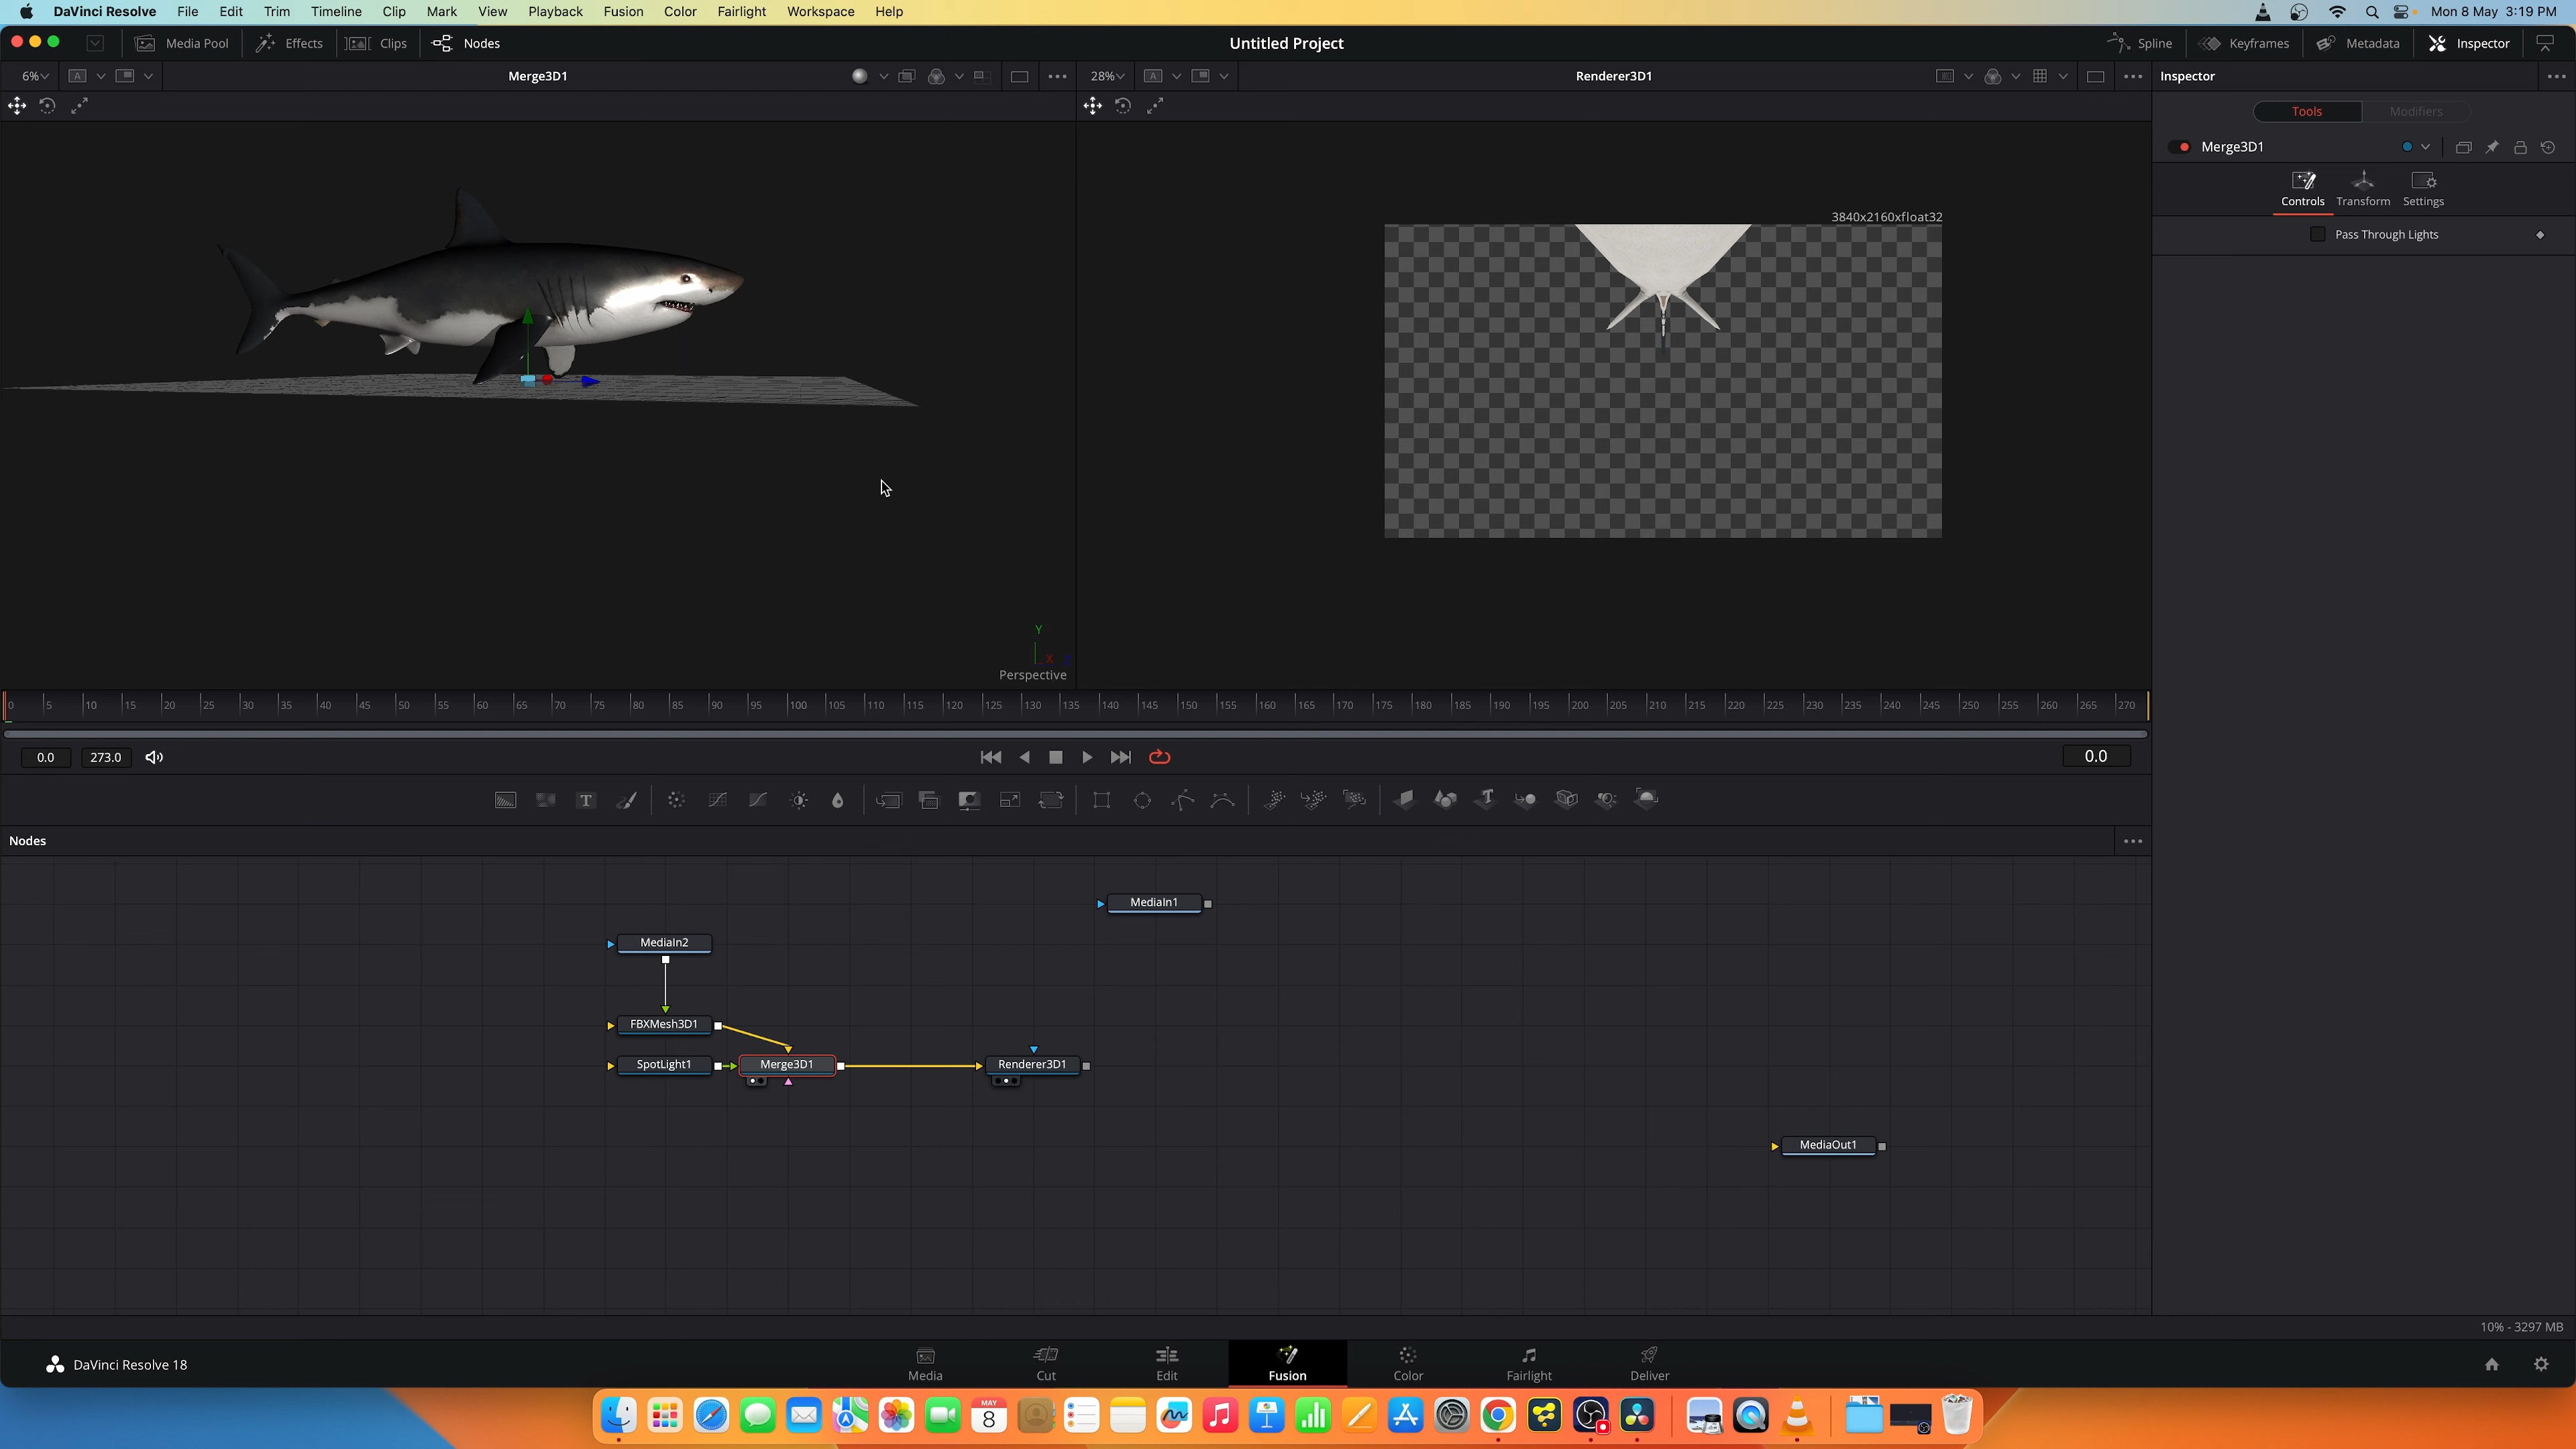 DaVinci Resolve File Edit Trim Timeline Clip Mark View Playback Fusion Color Fairlight Workspace Help Mon 8 May 3:19 PM
Media Pool Effects Clips Nodes Untitled Project Spline Keyframes Metadata Inspector
6% A Merge3D1 28% A Renderer3D1 Inspector
Tools Modifiers
Merge3D1
Controls Transform Settings
3840x2160xfloat32
Pass Through Lights
Y
X
Perspective
0 5 10 15 20 25 30 35 40 45 50 55 60 65 70 75 80 85 90 95 100 105 110 115 120 125 130 135 140 145 150 155 160 165 170 175 180 185 190 195 200 205 210 215 220 225 230 235 240 245 250 255 260 265 270
0.0 273.0 0.0
T T
Nodes
MediaIn1
MediaIn2
FBXMesh3D1
SpotLight1 Merge3D1 Renderer3D1
MediaOut1
10% - 3297 MB
DaVinci Resolve 18 Media Cut Edit Fusion Color Fairlight Deliver
MAY
8